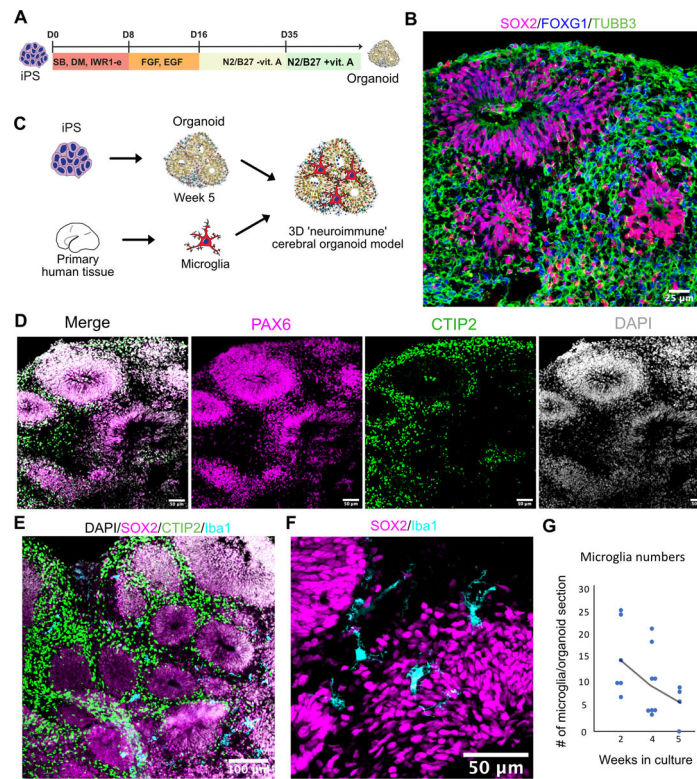 A
D0 D8 D16 D35
SB, DM, IWR1-e FGF, EGF N2/B27 -vit. A N2/B27 +vit. A
iPS Organoid
B
SOX2/FOXG1/TUBB3
25 µm
C
iPS
Organoid
Week 5
Primary
human tissue
Microglia
3D 'neuroimmune'
cerebral organoid model
D
Merge PAX6 CTIP2 DAPI
50 µm 50 µm 50 µm 50 µm
E
DAPI/SOX2/CTIP2/Iba1
100 µm
F
SOX2/Iba1
50 µm
G
Microglia numbers
# of microglia/organoid section
30
25
20
15
10
5
0
2 4 5
Weeks in culture